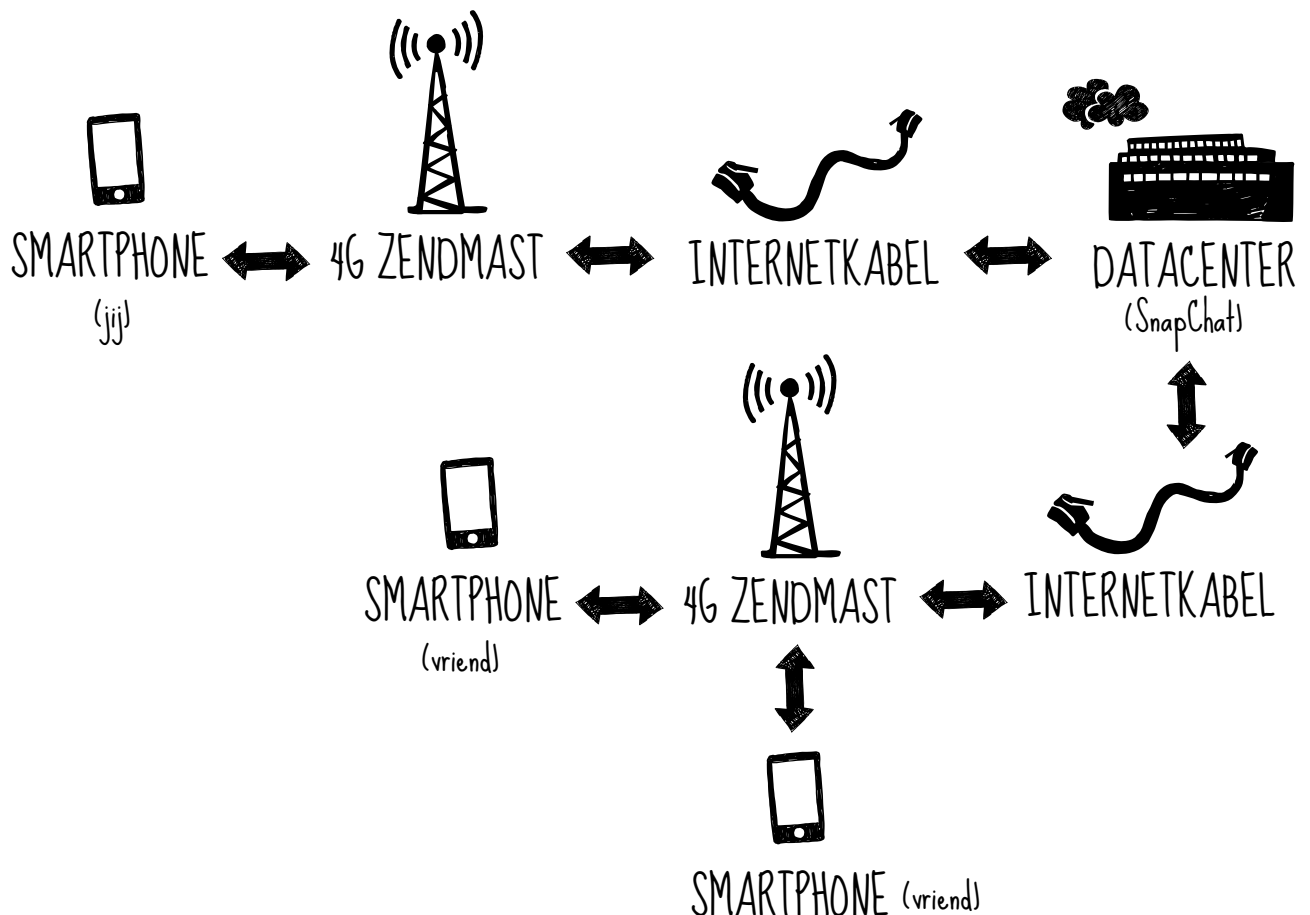 SMARTPHONE 4G ZENDMAST INTERNETKABEL DATACENTER
(jij) (SnapChat)
SMARTPHONE 4G ZENDMAST INTERNETKABEL
(vriend)
SMARTPHONE (vriend)